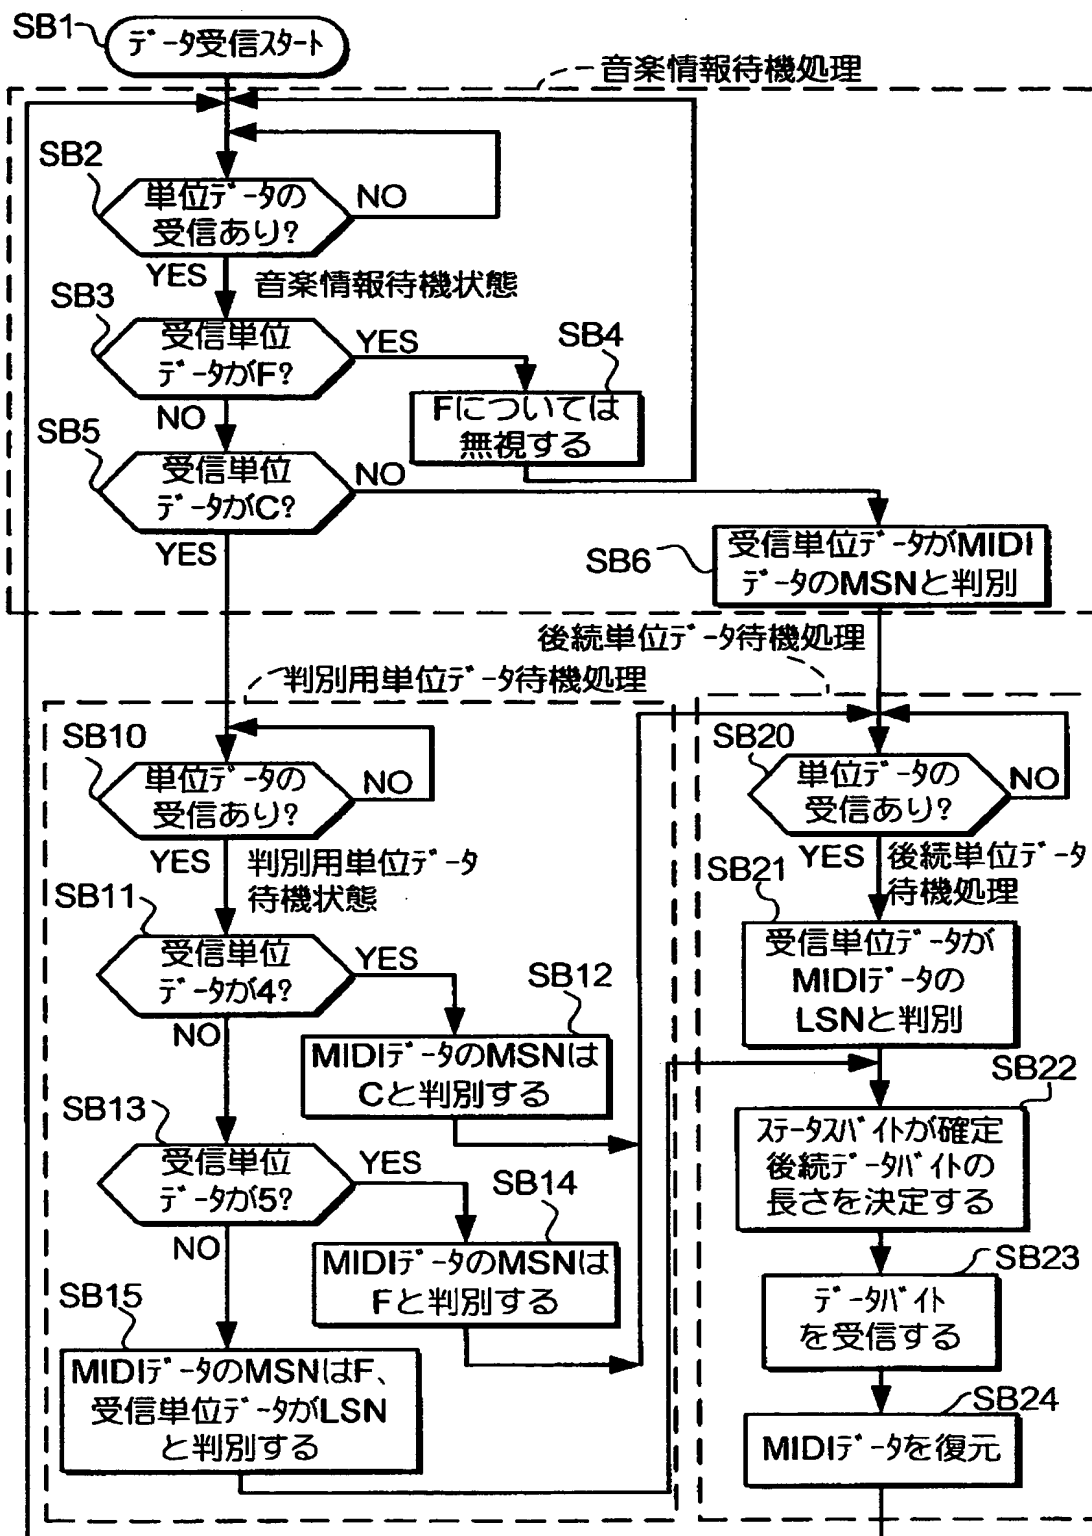 SB1
データ受信スタート
音楽情報待機処理
SB2
単位データの
受信あり?
NO
YES
音楽情報待機状態
SB3
受信単位
データがF?
YES
NO
SB4
Fについては
無視する
SB5
受信単位
データがC?
NO
YES
SB6
受信単位データがMIDI
データのMSNと判別
後続単位データ待機処理
判別用単位データ待機処理
SB10
単位データの
受信あり?
NO
YES
判別用単位データ
待機状態
SB11
受信単位
データが4?
YES
NO
SB12
MIDIデータのMSNは
Cと判別する
SB13
受信単位
データが5?
YES
NO
SB14
MIDIデータのMSNは
Fと判別する
SB15
MIDIデータのMSNはF、
受信単位データがLSN
と判別する
SB20
単位データの
受信あり?
NO
YES
後続単位データ
待機処理
SB21
受信単位データが
MIDIデータの
LSNと判別
SB22
ステータスバイトが確定
後続データバイトの
長さを決定する
SB23
データバイト
を受信する
SB24
MIDIデータを復元